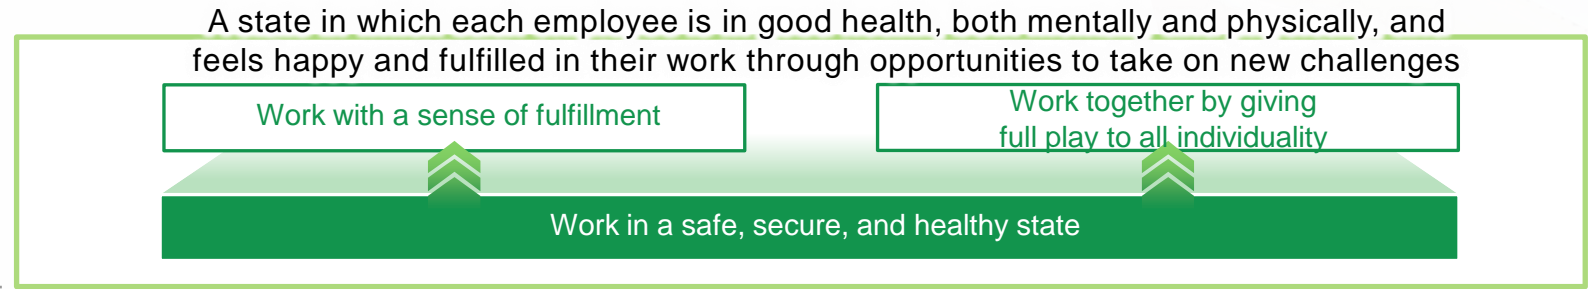 A state in which each employee is in good health, both mentally and physically, and
feels happy and fulfilled in their work through opportunities to take on new challenges
Work with a sense of fulfillment
Work together by giving
full play to all individuality
Work in a safe, secure, and healthy state